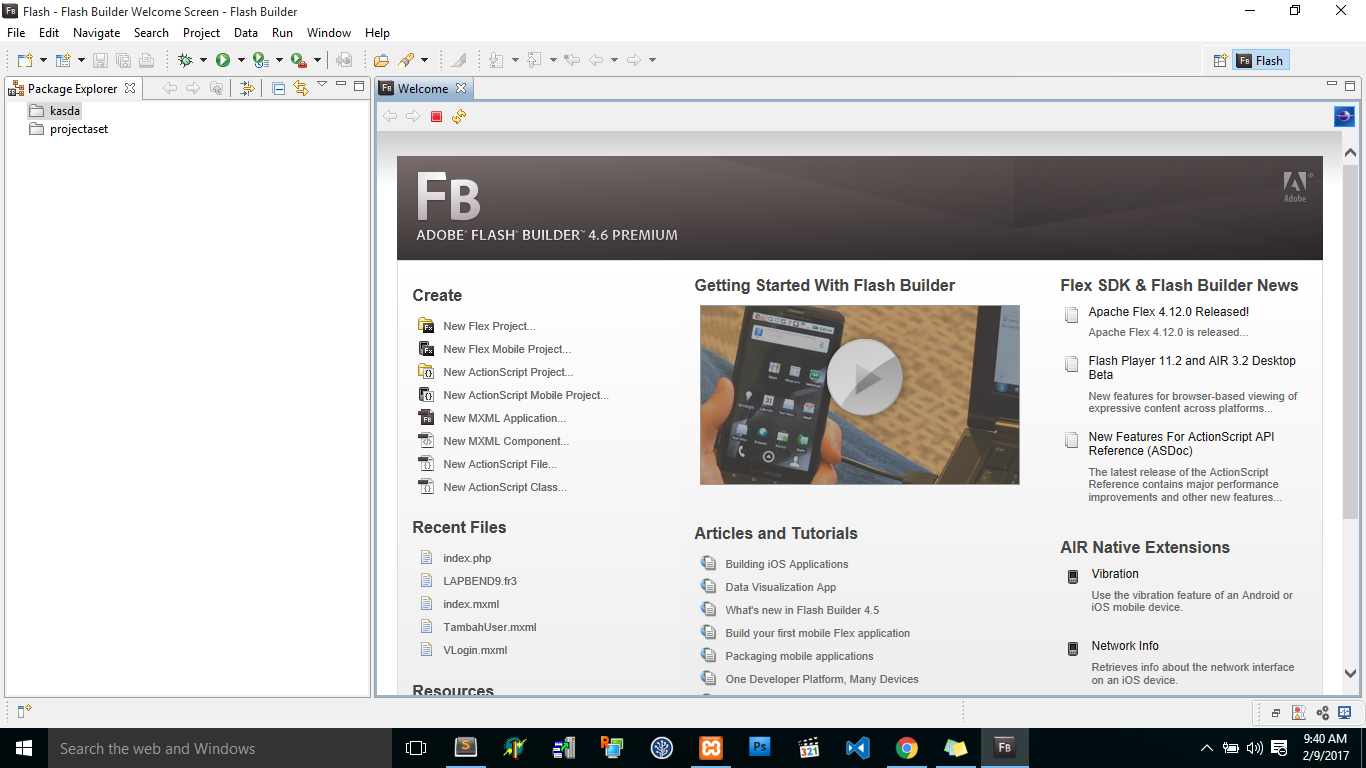 Flash - Flash Builder Welcome Screen - Flash Builder
File Edit Navigate Search Project Data Run Window Help
Flash
Package Explorer
kasda
projectaset
Welcome
FB
ADOBE® FLASH® BUILDER™ 4.6 PREMIUM
Adobe
Create
New Flex Project...
New Flex Mobile Project...
New ActionScript Project...
New ActionScript Mobile Project...
New MXML Application...
New MXML Component...
New ActionScript File...
New ActionScript Class...
Recent Files
index.php
LAPBEND9.fr3
index.mxml
TambahUser.mxml
VLogin.mxml
Resources
Getting Started With Flash Builder
Articles and Tutorials
Building iOS Applications
Data Visualization App
What's new in Flash Builder 4.5
Build your first mobile Flex application
Packaging mobile applications
One Developer Platform, Many Devices
Flex SDK & Flash Builder News
Apache Flex 4.12.0 Released!
Apache Flex 4.12.0 is released...
Flash Player 11.2 and AIR 3.2 Desktop
Beta
New features for browser-based viewing of
expressive content across platforms...
New Features For ActionScript API
Reference (ASDoc)
The latest release of the ActionScript
Reference contains major performance
improvements and other new features...
AIR Native Extensions
Vibration
Use the vibration feature of an Android or
iOS mobile device.
Network Info
Retrieves info about the network interface
on an iOS device.
Search the web and Windows
9:40 AM
2/9/2017